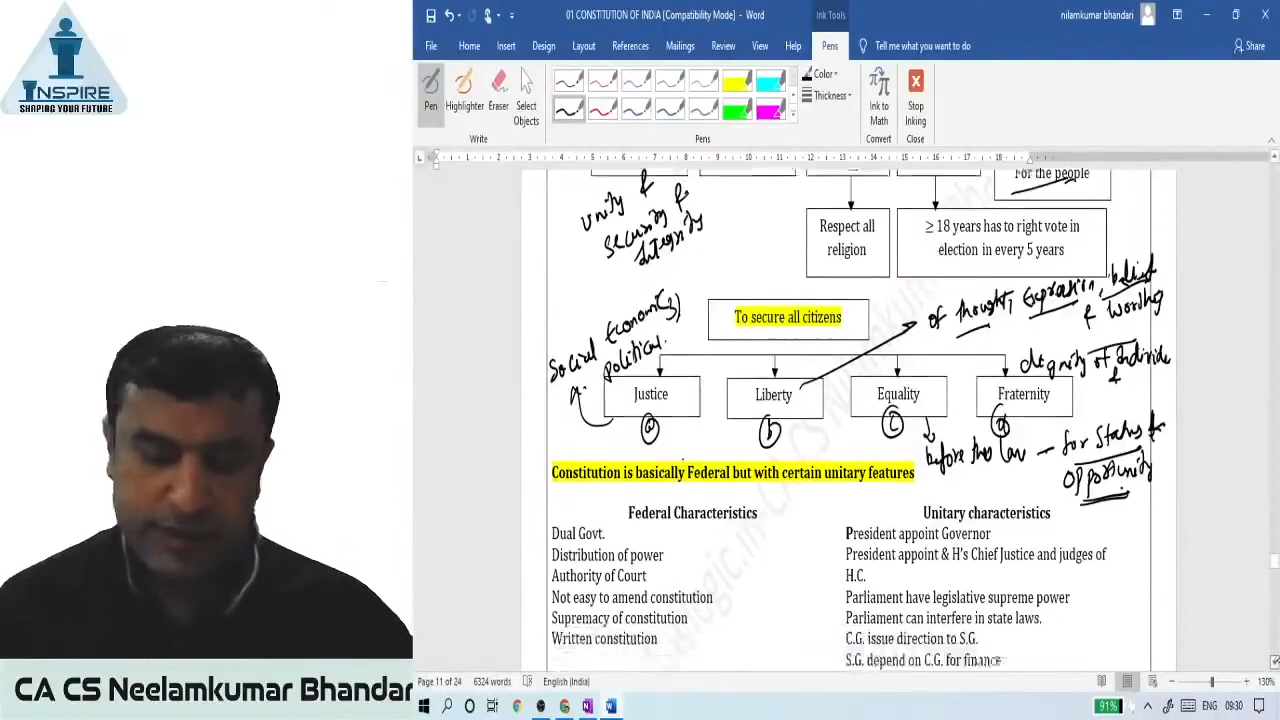 INSPIRE
SHAPING YOUR FUTURE
01 CONSTITUTION OF INDIA [Compatibility Mode] - Word
Ink Tools
nilamkumar bhandari
File Home Insert Design Layout References Mailings Review View Help Pens Tell me what you want to do
Share
Pen Highlighter Eraser Select Objects
Color
Thickness
Ink to Math
Stop Inking
Write Pens Convert Close
For the people
Unity &
Security &
Integrity
Respect all religion
≥ 18 years has to right vote in
election in every 5 years
To secure all citizens
of thought, Expression, belief
& worship
Social Economic(s)
political
dignity of Individual
&
Justice
Liberty
Equality
Fraternity
a b c d
before the law — for Status &
opportunity
Constitution is basically Federal but with certain unitary features
Federal Characteristics
Dual Govt.
Distribution of power
Authority of Court
Not easy to amend constitution
Supremacy of constitution
Written constitution
Unitary characteristics
President appoint Governor
President appoint & H's Chief Justice and judges of
H.C.
Parliament have legislative supreme power
Parliament can interfere in state laws.
C.G. issue direction to S.G.
S.G. depend on C.G. for finance
CA CS Neelamkumar Bhandar
Page 11 of 24 6324 words English (India)
130%
91%
ENG 09:30